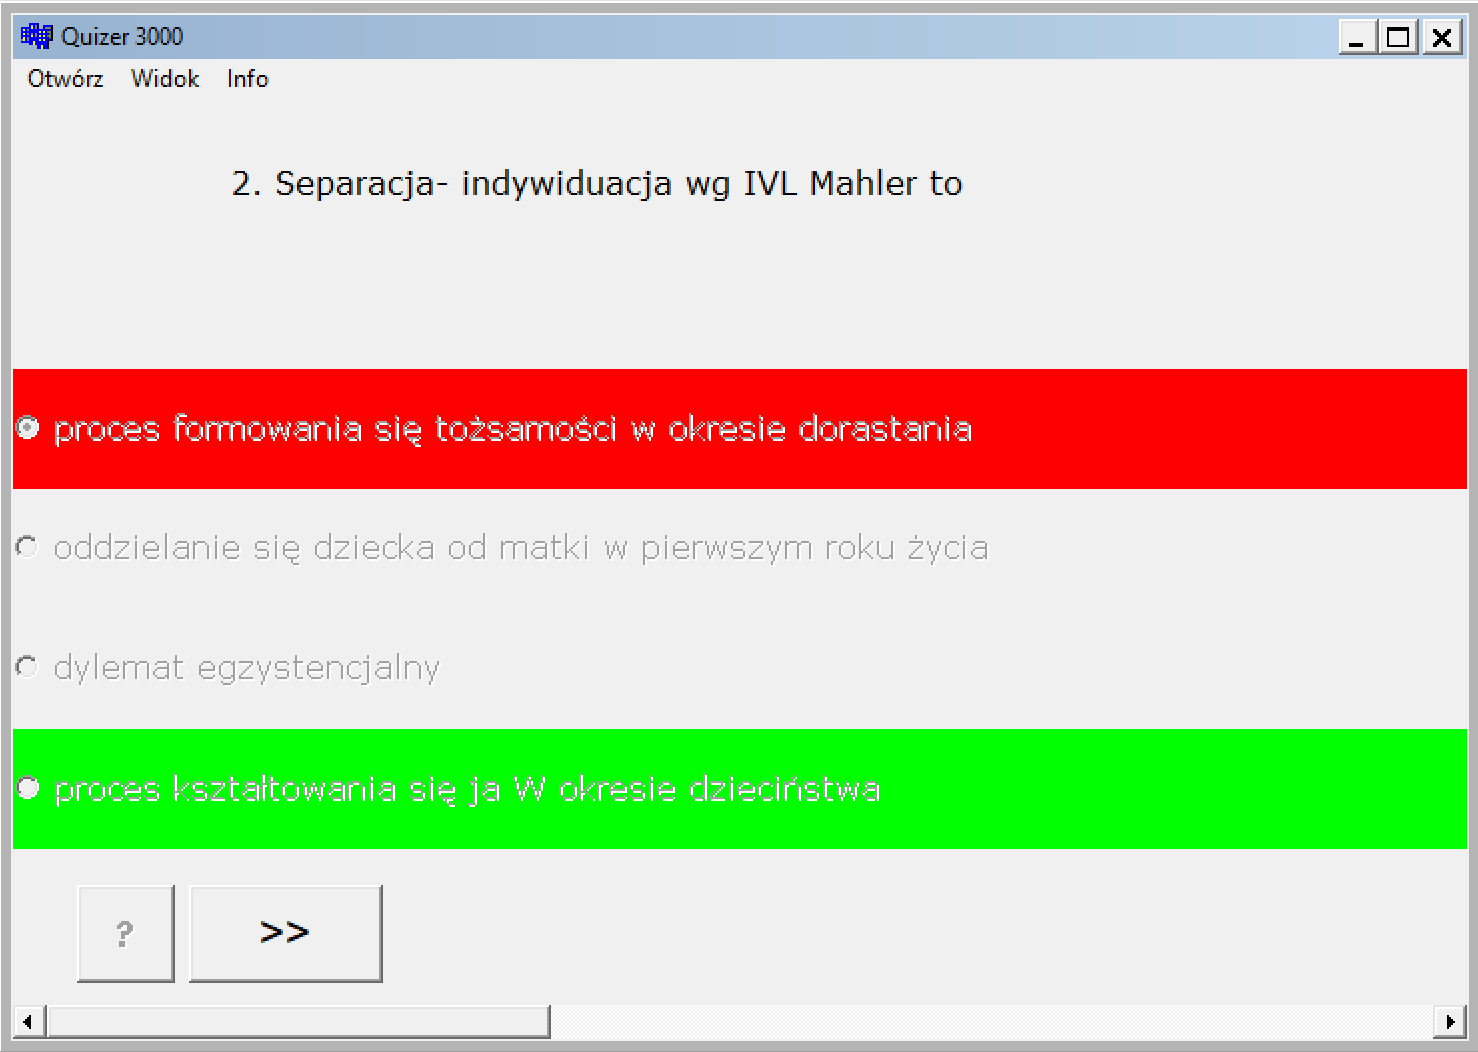 Quizer 3000
Otwórz Widok Info
2. Separacja- indywiduacja wg IVL Mahler to
proces formowania się tożsamości w okresie dorastania
oddzielanie się dziecka od matki w pierwszym roku życia
dylemat egzystencjalny
proces kształtowania się ja W okresie dzieciństwa
? >>